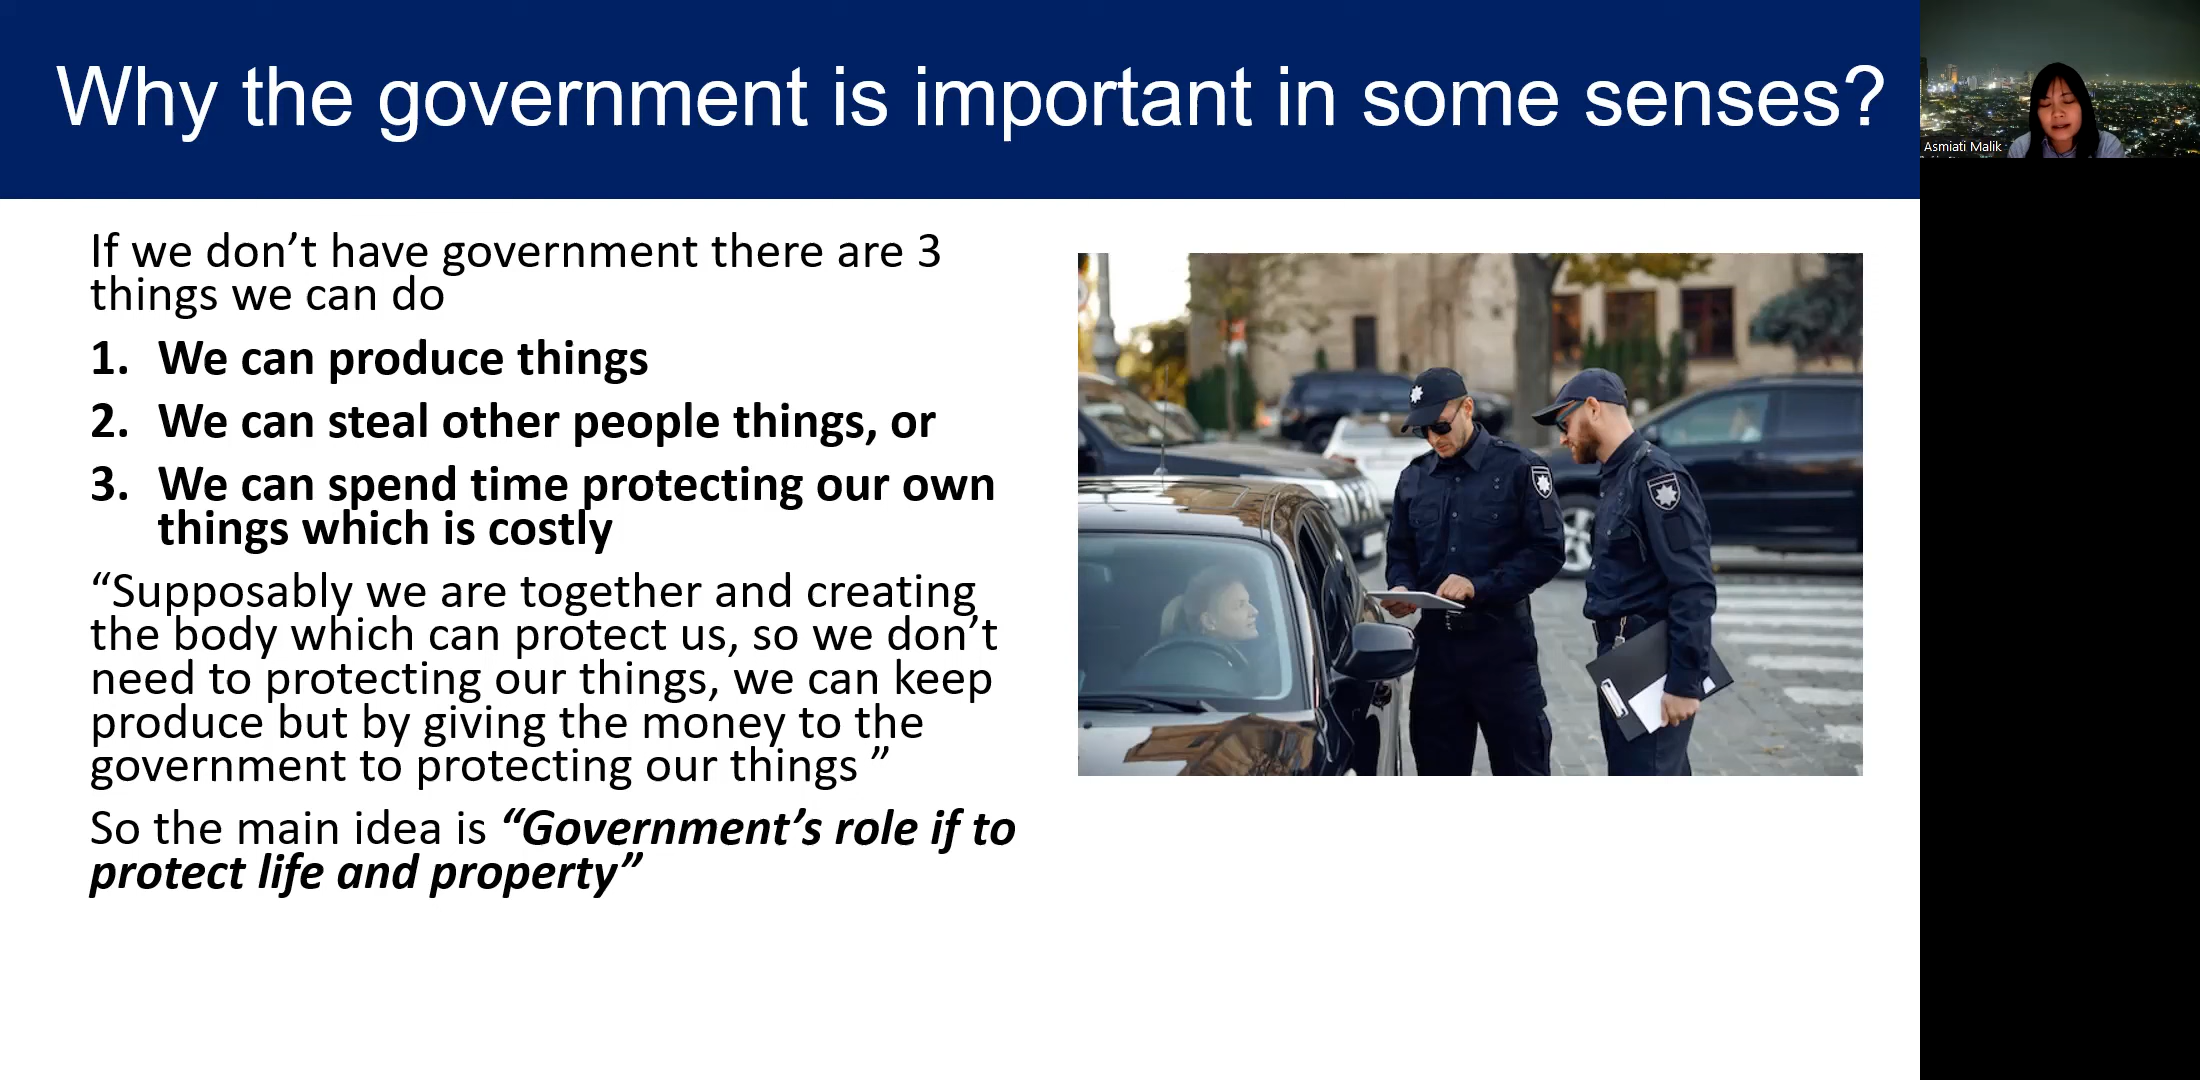 Why the government is important in some senses?
Asmiati Malik
If we don’t have government there are 3
things we can do
1. We can produce things
2. We can steal other people things, or
3. We can spend time protecting our own
things which is costly
“Supposably we are together and creating
the body which can protect us, so we don’t
need to protecting our things, we can keep
produce but by giving the money to the
government to protecting our things ”
So the main idea is “Government’s role if to
protect life and property”